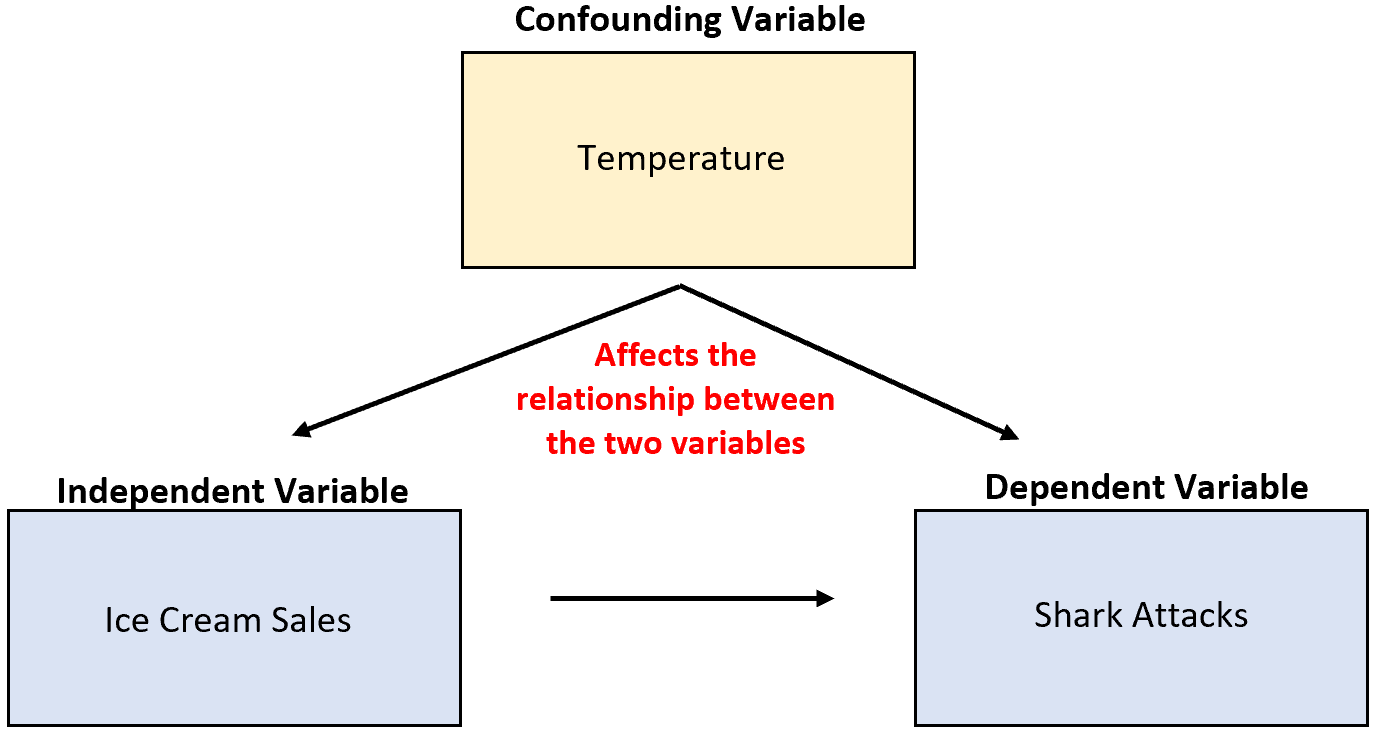 Confounding Variable
Temperature
Affects the
relationship between
the two variables
Independent Variable
Ice Cream Sales
Dependent Variable
Shark Attacks